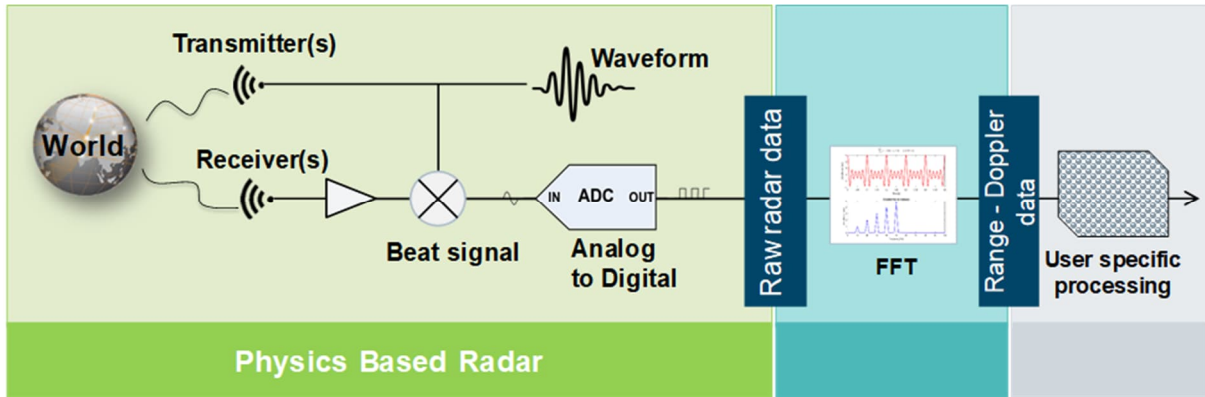 Transmitter(s)
Waveform
World
Receiver(s)
IN ADC OUT
Beat signal
Analog
to Digital
Raw radar data
FFT
Range - Doppler
data
User specific
processing
Physics Based Radar